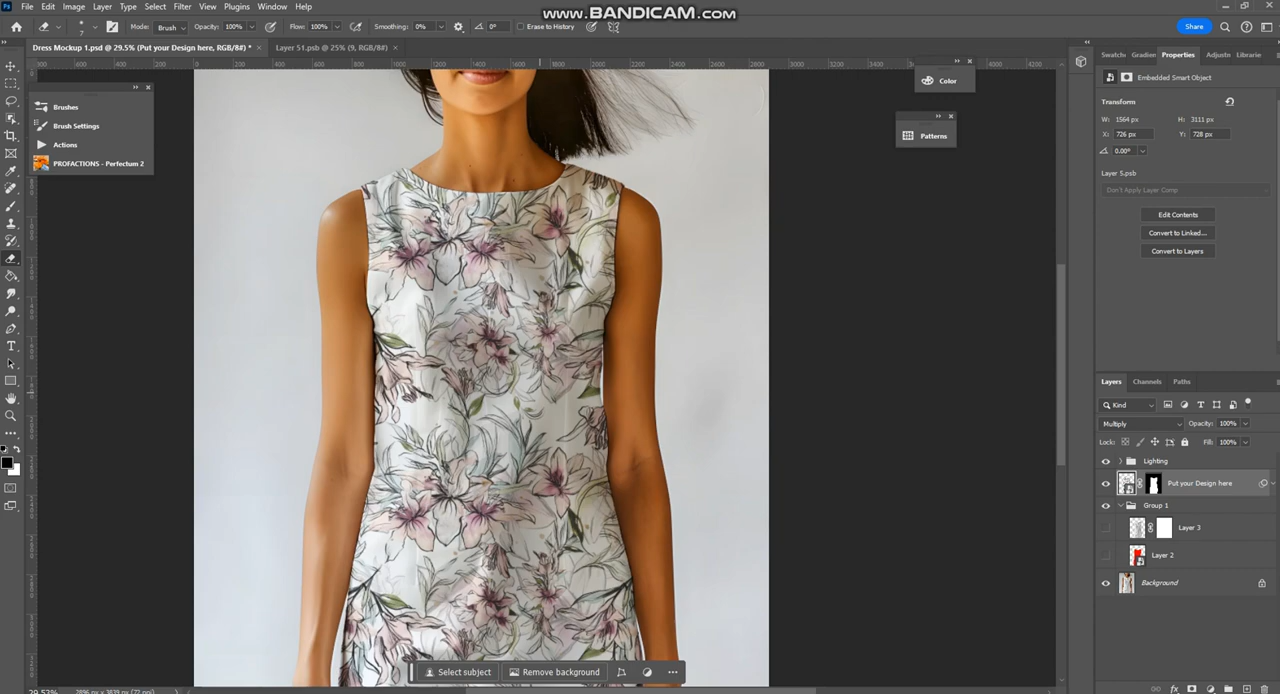 www.BANDICAM.com
File Edit Image Layer Type Select Filter View Plugins Window Help
Mode: Brush Opacity: 100% Flow: 100% Smoothing: 0% 0° Erase to History Share
Dress Mockup 1.psd @ 29.5% (Put your Design here, RGB/8#) * × Layer 51.psb @ 25% (9, RGB/8#) ×
Brushes
Brush Settings
Actions
PROFACTIONS - Perfectum 2
Color
Patterns
Swatch Gradien Properties Adjustn Librarie
Embedded Smart Object
Transform
W: 1564 px H: 3111 px
X: 726 px Y: 728 px
0.00°
Layer 5.psb
Don't Apply Layer Comp
Edit Contents
Convert to Linked...
Convert to Layers
Layers Channels Paths
Kind
Multiply Opacity: 100%
Lock: Fill: 100%
Lighting
Put your Design here
Group 1
Layer 3
Layer 2
Background
Select subject Remove background
29.53% 2896 px x 3839 px (72 ppi)